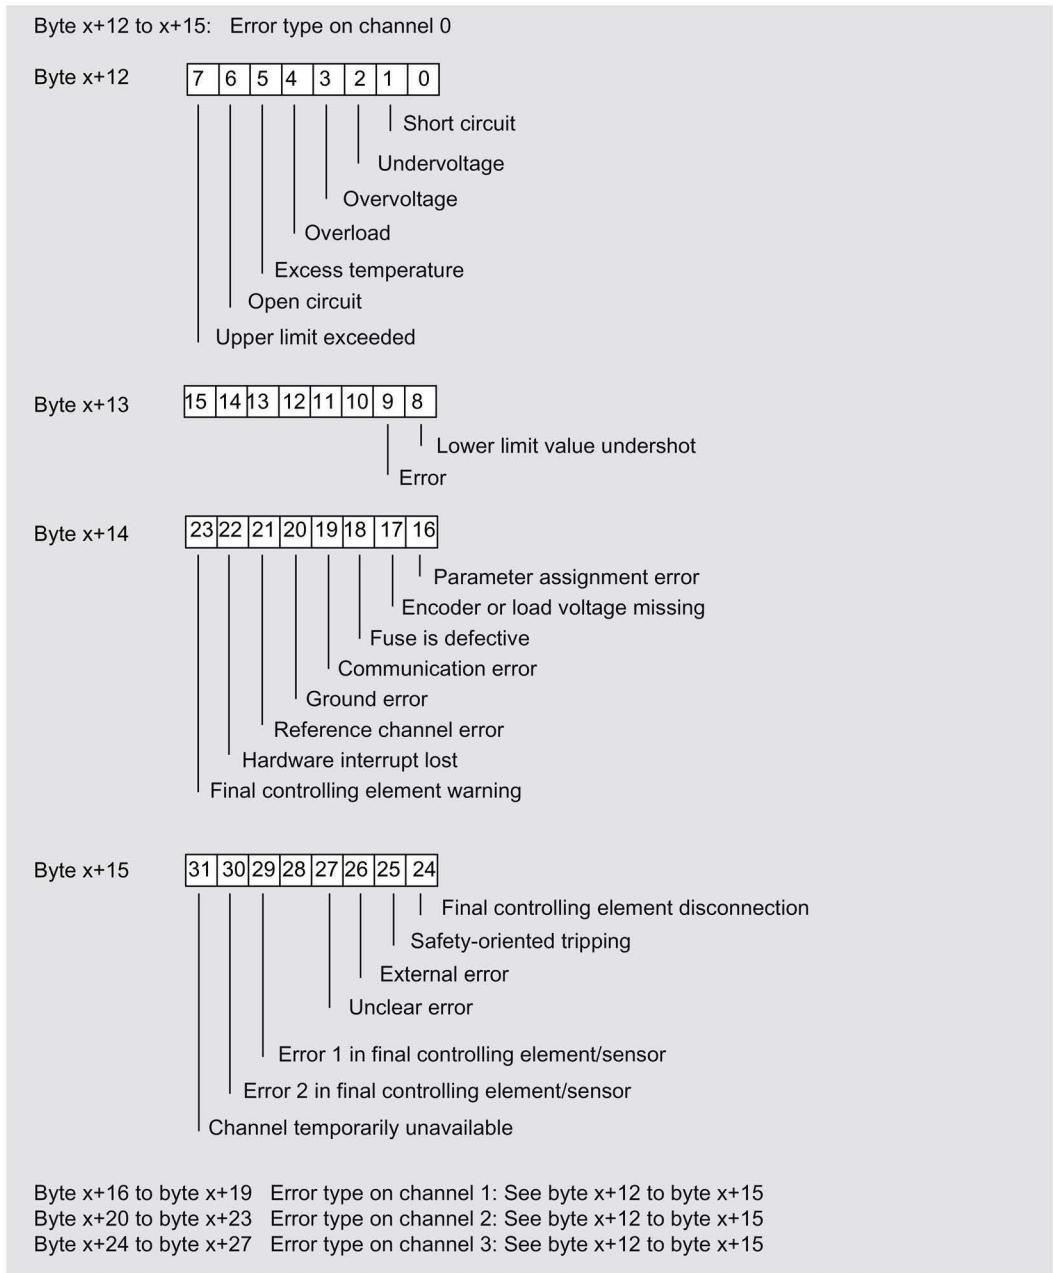 Byte x+12 to x+15: Error type on channel 0
Byte x+12 7 6 5 4 3 2 1 0
Short circuit
Undervoltage
Overvoltage
Overload
Excess temperature
Open circuit
Upper limit exceeded
Byte x+13 15 14 13 12 11 10 9 8
Lower limit value undershot
Error
Byte x+14 23 22 21 20 19 18 17 16
Parameter assignment error
Encoder or load voltage missing
Fuse is defective
Communication error
Ground error
Reference channel error
Hardware interrupt lost
Final controlling element warning
Byte x+15 31 30 29 28 27 26 25 24
Final controlling element disconnection
Safety-oriented tripping
External error
Unclear error
Error 1 in final controlling element/sensor
Error 2 in final controlling element/sensor
Channel temporarily unavailable
Byte x+16 to byte x+19 Error type on channel 1: See byte x+12 to byte x+15
Byte x+20 to byte x+23 Error type on channel 2: See byte x+12 to byte x+15
Byte x+24 to byte x+27 Error type on channel 3: See byte x+12 to byte x+15